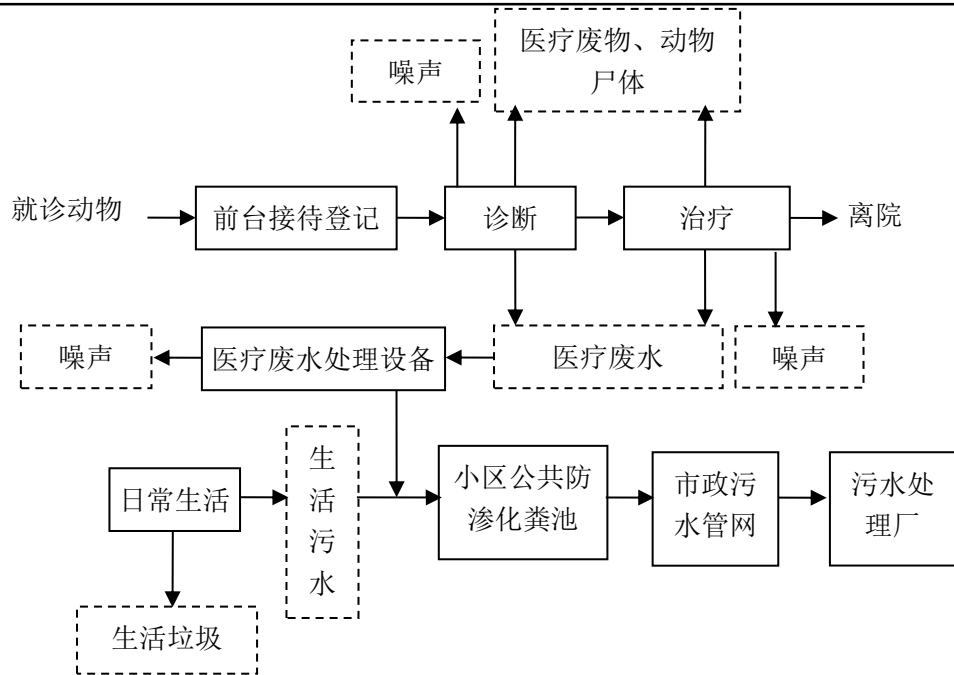 医疗废物、动物
尸体
噪声
就诊动物
前台接待登记
诊断
治疗
离院
噪声
医疗废水处理设备
医疗废水
噪声
日常生活
生
活
污
水
小区公共防
渗化粪池
市政污
水管网
污水处
理厂
生活垃圾